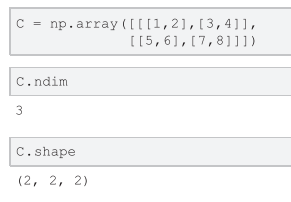 C = np.array([[[1,2],[3,4]],
[[5,6],[7,8]]])
C.ndim
3
C.shape
(2, 2, 2)